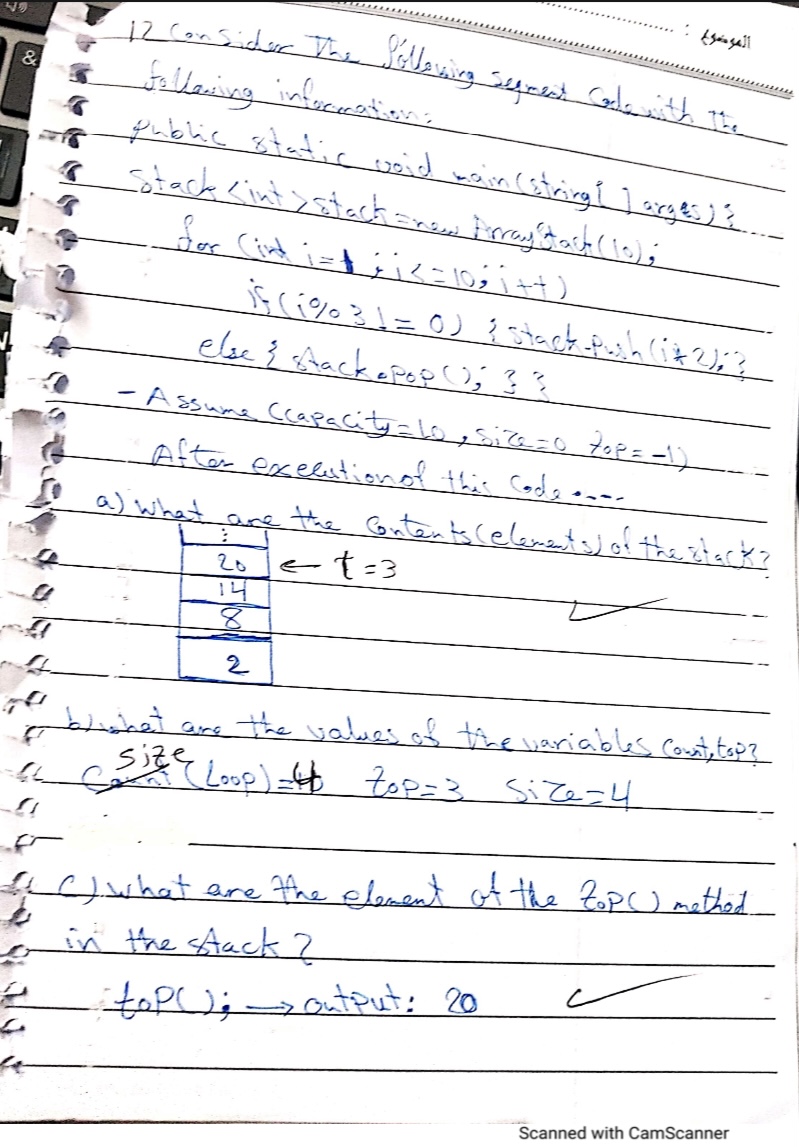 الموضوع :
12 Consider The following segment Code with The
following information:
public static void main(string[ ] arges) {
Stack <int> stack = new ArrayStack(10);
for (int i=1 ; i<=10; i++)
if (i%3 != 0) { stack.push(i*2); }
else { stack.pop(); } }
- Assume (capacity=10, size=0 top=-1)
After execution of this Code ....
a) what are the contents(elements) of the stack?
20 ← t=3
14
8
2
b) what are the values of the variables Count, top?
size
Count (Loop) = 4 top=3 size=4
c) what are the element of the top() method
in the stack ?
top(); → output: 20
Scanned with CamScanner